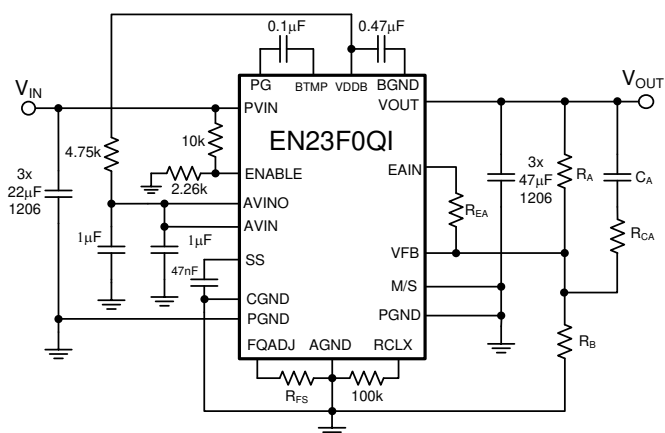 0.1µF
0.47µF
V_IN
V_OUT
PG
BTMP
VDDB
BGND
PVIN
VOUT
EN23F0QI
4.75k
10k
3x
22µF
1206
ENABLE
2.26k
EAIN
3x
47µF
1206
R_A
C_A
AVINO
R_EA
R_CA
AVIN
1µF
1µF
SS
VFB
47nF
CGND
M/S
PGND
PGND
R_B
FQADJ
AGND
RCLX
R_FS
100k